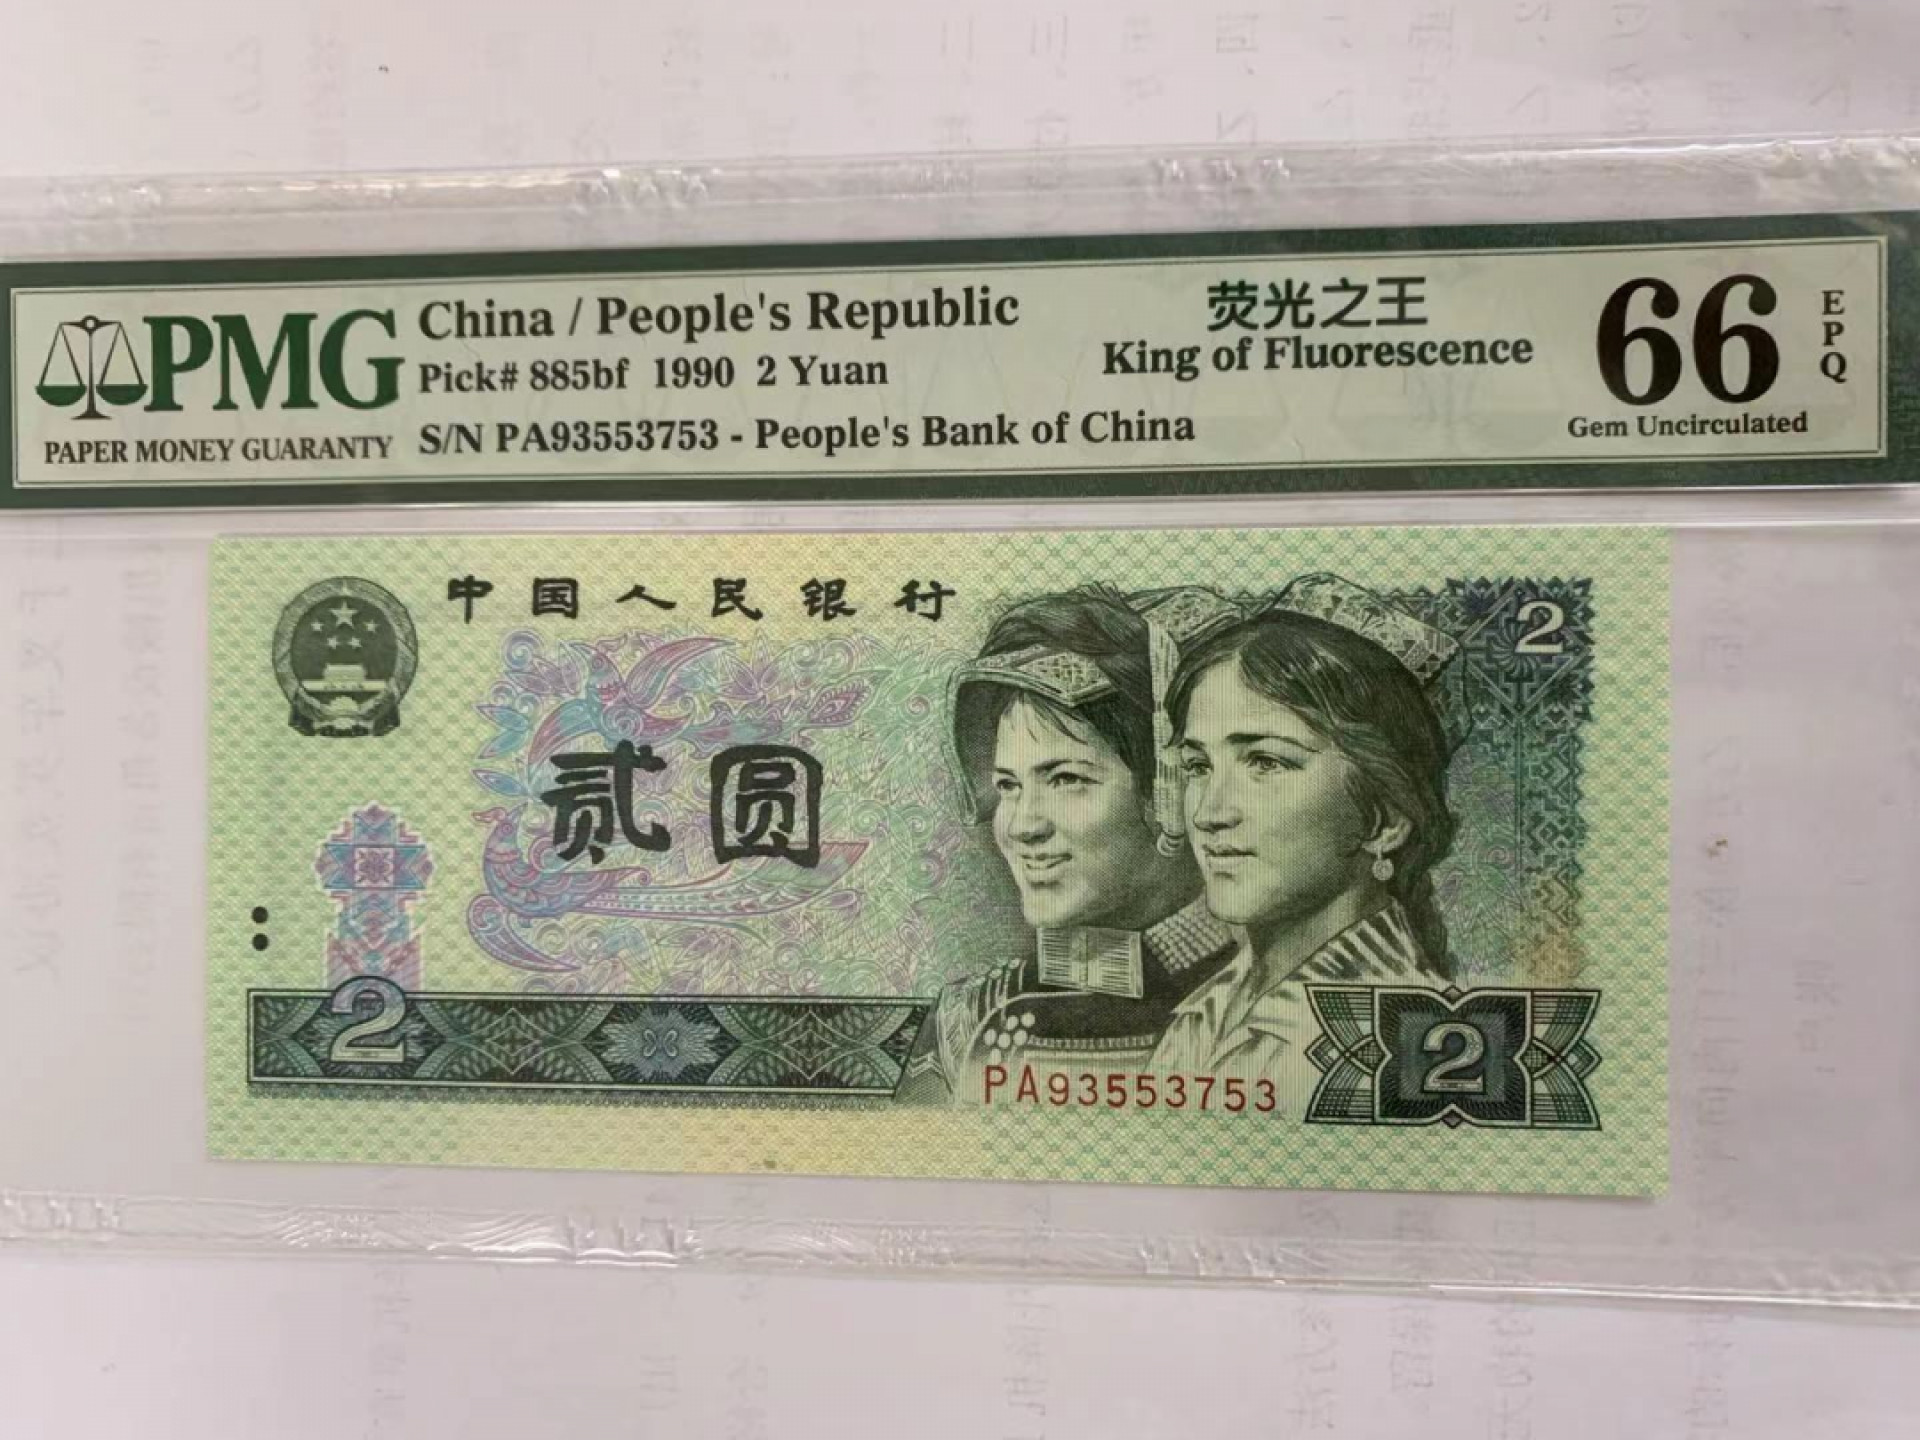 PMG
PAPER MONEY GUARANTY
China / People's Republic
Pick# 885bf 1990 2 Yuan
S/N PA93553753 - People's Bank of China
荧光之王
King of Fluorescence
66
EPQ
Gem Uncirculated
中国人民银行
2
贰圆
2
PA93553753
2